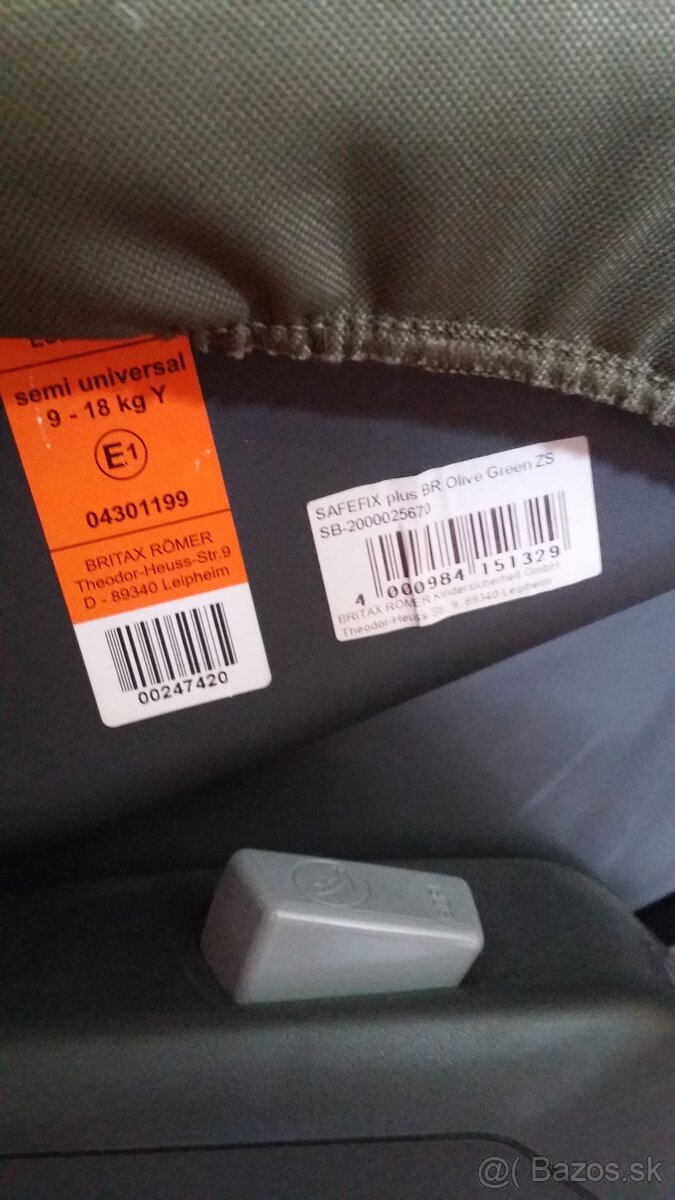 semi universal
9 - 18 kg Y
E1
04301199
BRITAX RÖMER
Theodor-Heuss-Str.9
D - 89340 Leipheim
00247420
SAFEFIX plus BR Olive Green ZS
SB-2000025670
4 000984 151329
BRITAX RÖMER Kindersicherheit GmbH,
Theodor-Heuss Str. 9, 89340 Leipheim
@( Bazos.sk